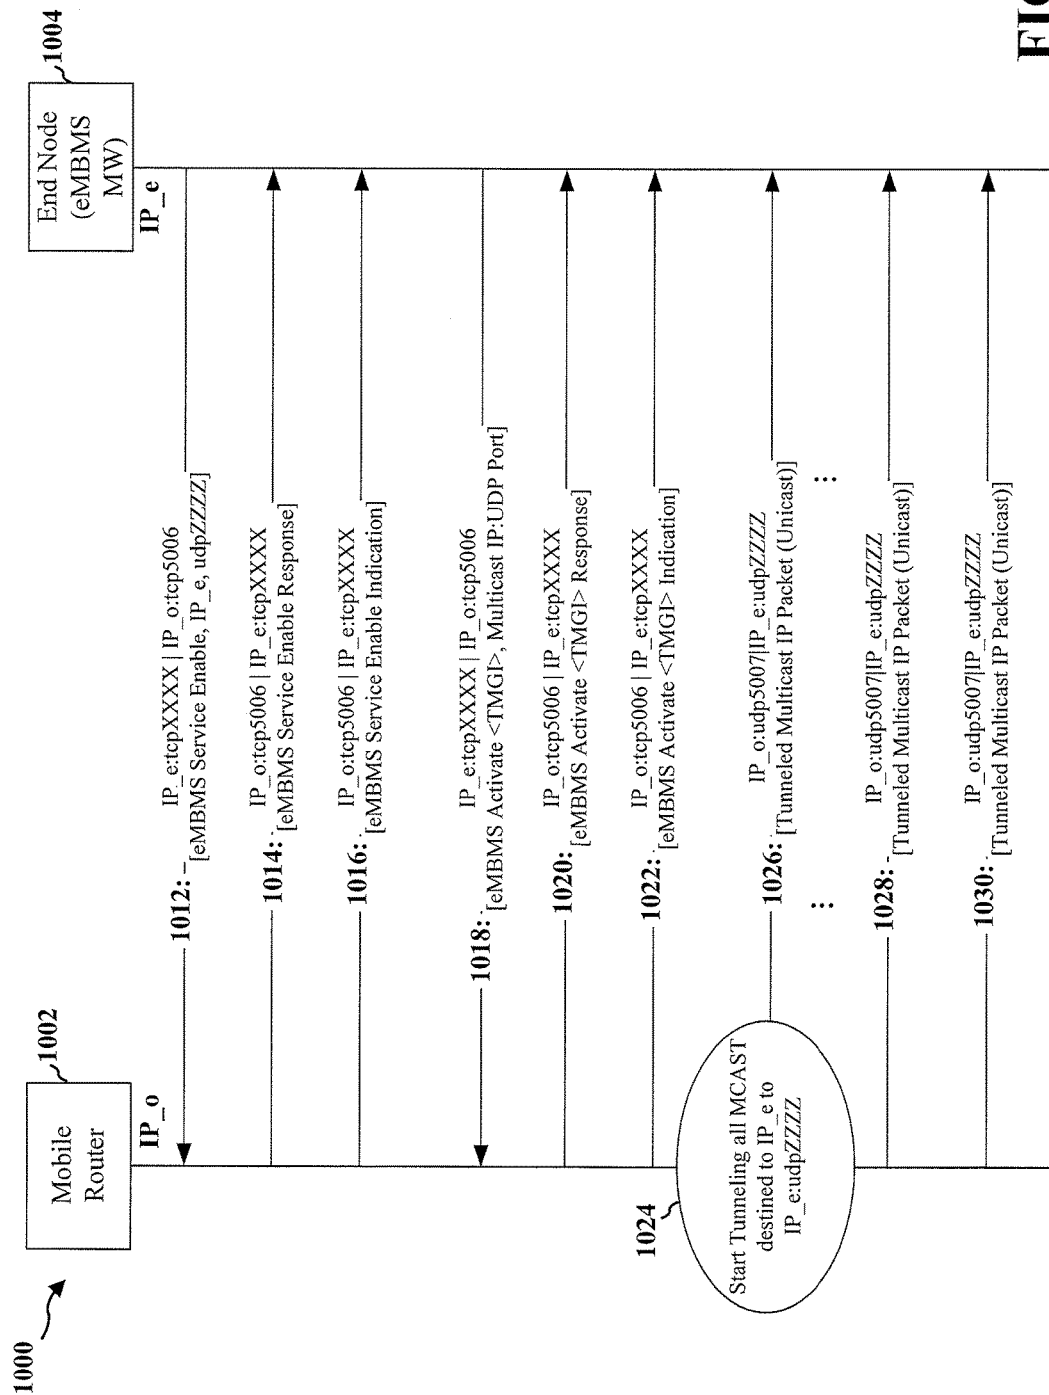 1000
Mobile
Router
1002
IP_o
End Node
(eMBMS
MW)
1004
IP_e
1012:
IP_e:tcpXXXX | IP_o:tcp5006
[eMBMS Service Enable, IP_e, udpZZZZ]
1014:
IP_o:tcp5006 | IP_e:tcpXXXX
[eMBMS Service Enable Response]
1016:
IP_o:tcp5006 | IP_e:tcpXXXX
[eMBMS Service Enable Indication]
1018:
IP_e:tcpXXXX | IP_o:tcp5006
[eMBMS Activate <TMGI>, Multicast IP:UDP Port]
1020:
IP_o:tcp5006 | IP_e:tcpXXXX
[eMBMS Activate <TMGI> Response]
1022:
IP_o:tcp5006 | IP_e:tcpXXXX
[eMBMS Activate <TMGI> Indication]
1024
Start Tunneling all MCAST
destined to IP_e to
IP_e:udpZZZZ
1026:
IP_o:udp5007|IP_e:udpZZZZ
[Tunneled Multicast IP Packet (Unicast)]
...
...
1028:
IP_o:udp5007|IP_e:udpZZZZ
[Tunneled Multicast IP Packet (Unicast)]
1030:
IP_o:udp5007|IP_e:udpZZZZ
[Tunneled Multicast IP Packet (Unicast)]